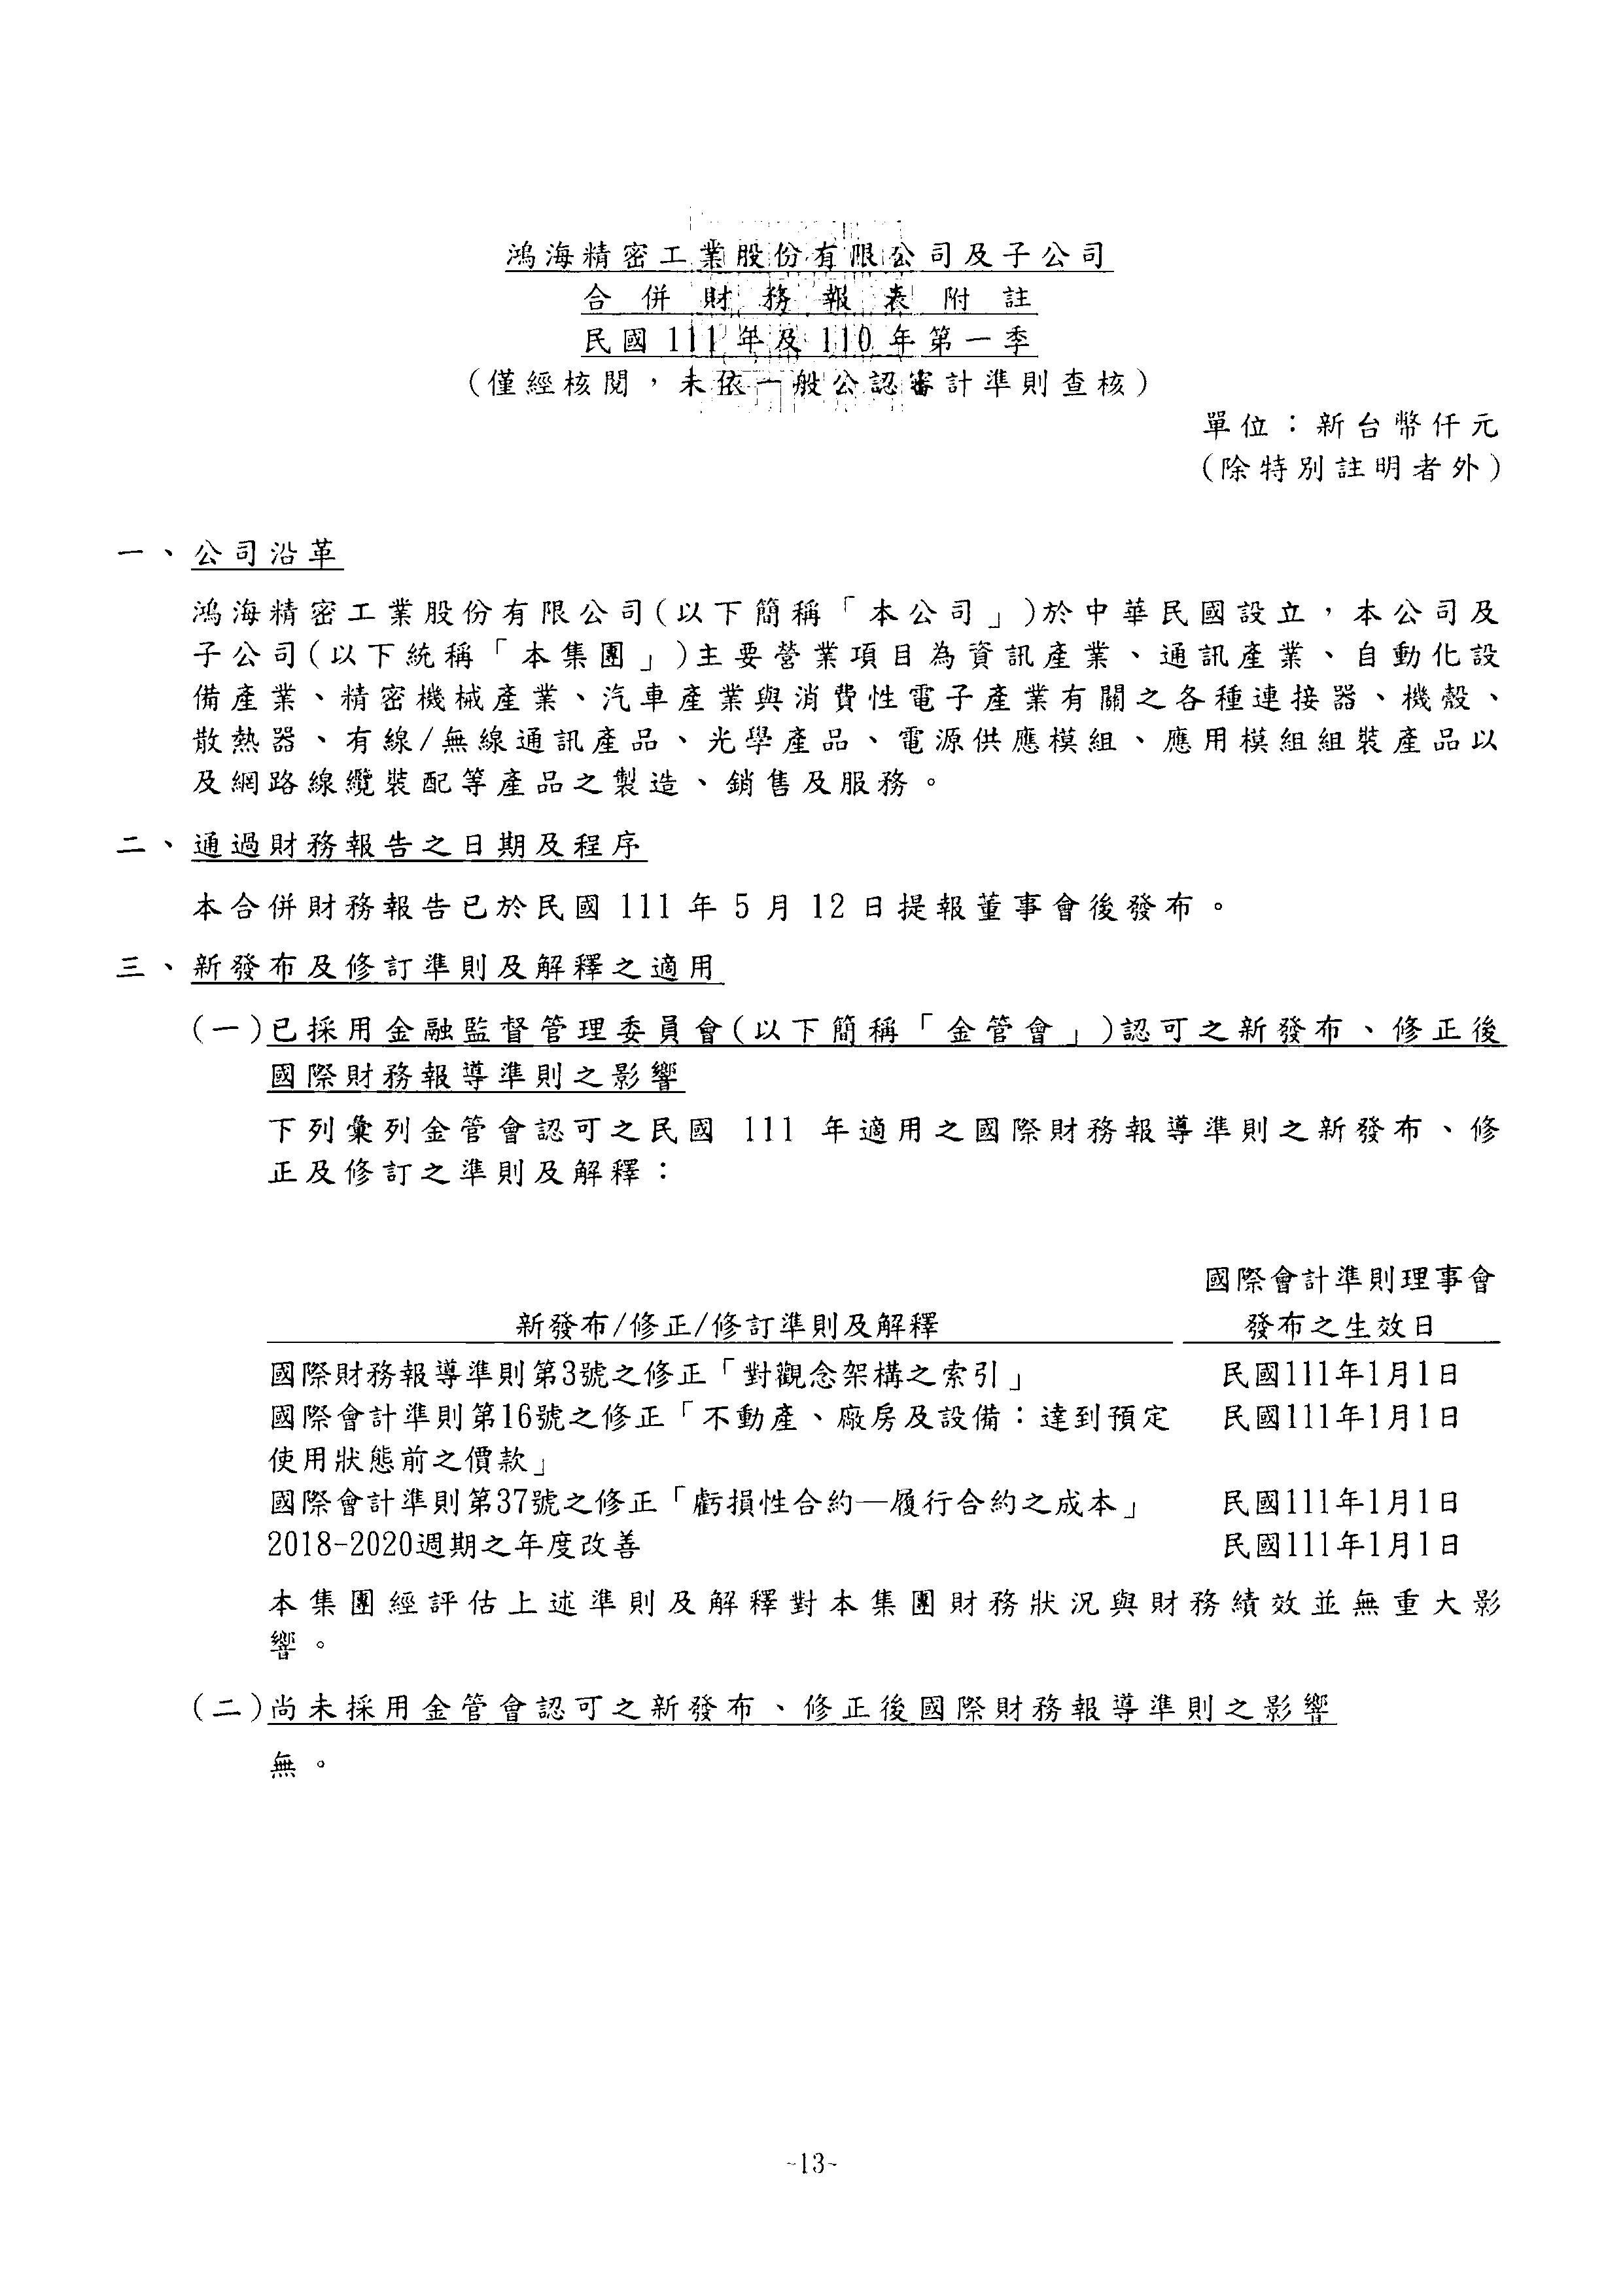 鴻海精密工業股份有限公司及子公司
合併財務報表附註
民國 111 年及 110 年第一季
(僅經核閱，未依一般公認審計準則查核)
單位：新台幣仟元
(除特別註明者外)
一、公司沿革
鴻海精密工業股份有限公司(以下簡稱「本公司」)於中華民國設立，本公司及
子公司(以下統稱「本集團」)主要營業項目為資訊產業、通訊產業、自動化設
備產業、精密機械產業、汽車產業與消費性電子產業有關之各種連接器、機殼、
散熱器、有線/無線通訊產品、光學產品、電源供應模組、應用模組組裝產品以
及網路線纜裝配等產品之製造、銷售及服務。
二、通過財務報告之日期及程序
本合併財務報告已於民國 111 年 5 月 12 日提報董事會後發布。
三、新發布及修訂準則及解釋之適用
(一)已採用金融監督管理委員會(以下簡稱「金管會」)認可之新發布、修正後
國際財務報導準則之影響
下列彙列金管會認可之民國 111 年適用之國際財務報導準則之新發布、修
正及修訂之準則及解釋：
國際會計準則理事會
新發布/修正/修訂準則及解釋 發布之生效日
國際財務報導準則第3號之修正「對觀念架構之索引」 民國111年1月1日
國際會計準則第16號之修正「不動產、廠房及設備：達到預定 民國111年1月1日
使用狀態前之價款」
國際會計準則第37號之修正「虧損性合約—履行合約之成本」 民國111年1月1日
2018-2020週期之年度改善 民國111年1月1日
本集團經評估上述準則及解釋對本集團財務狀況與財務績效並無重大影
響。
(二)尚未採用金管會認可之新發布、修正後國際財務報導準則之影響
無。
~13~